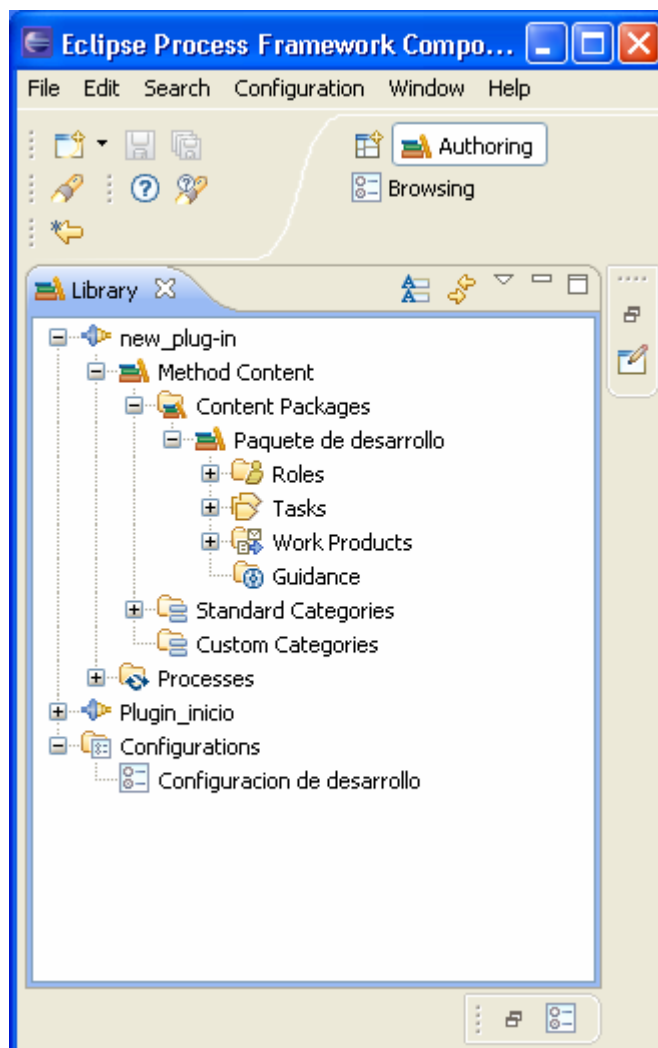 Eclipse Process Framework Compo...
File Edit Search Configuration Window Help
Authoring
Browsing
Library
new_plug-in
Method Content
Content Packages
Paquete de desarrollo
Roles
Tasks
Work Products
Guidance
Standard Categories
Custom Categories
Processes
Plugin_inicio
Configurations
Configuracion de desarrollo